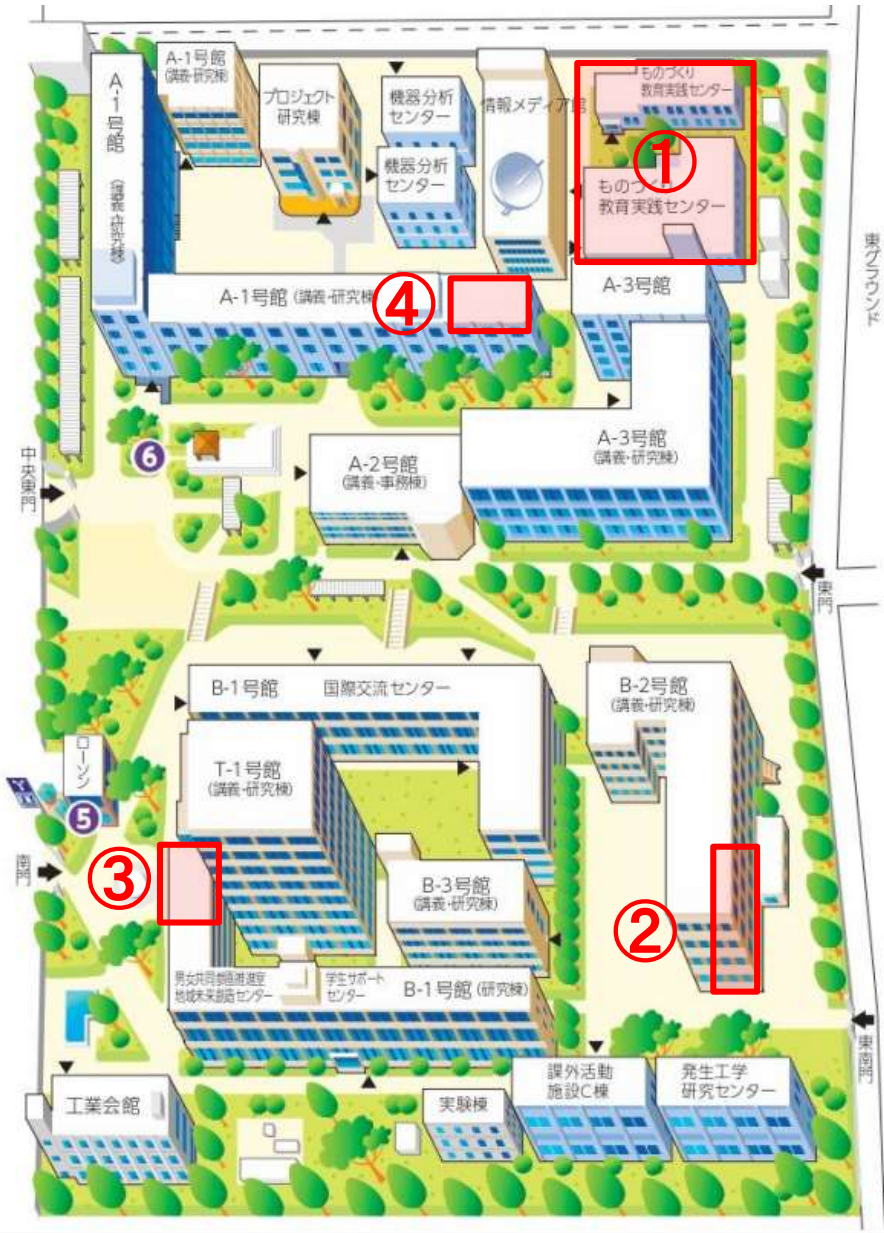 A-1号館
(講義・研究棟)
A-1号館
(講義・研究棟)
プロジェクト
研究棟
機器分析
センター
機器分析
センター
情報メディア館
ものづくり
教育実践センター
①
ものづくり
教育実践センター
東グラウンド
A-1号館 (講義・研究棟)
④
A-3号館
A-3号館
(講義・研究棟)
A-2号館
(講義・事務棟)
⑥
中央東門
東門
B-1号館
国際交流センター
B-2号館
(講義・研究棟)
T-1号館
(講義・研究棟)
ローソン
⑤
南門
③
B-3号館
(講義・研究棟)
②
男女共同参画推進室
地域未来創造センター
学生サポート
センター
B-1号館 (研究棟)
東南門
工業会館
実験棟
課外活動
施設C棟
発生工学
研究センター